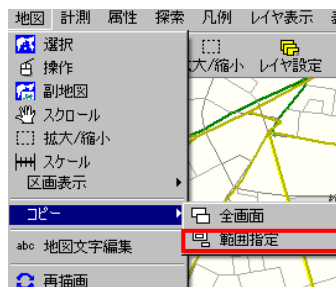 地図 計測 属性 探索 凡例 レイヤ表示
選択
操作
副地図
スクロール
拡大/縮小
スケール
区画表示
コピー
abc 地図文字編集
再描画
大/縮小 レイヤ設定
全画面
範囲指定